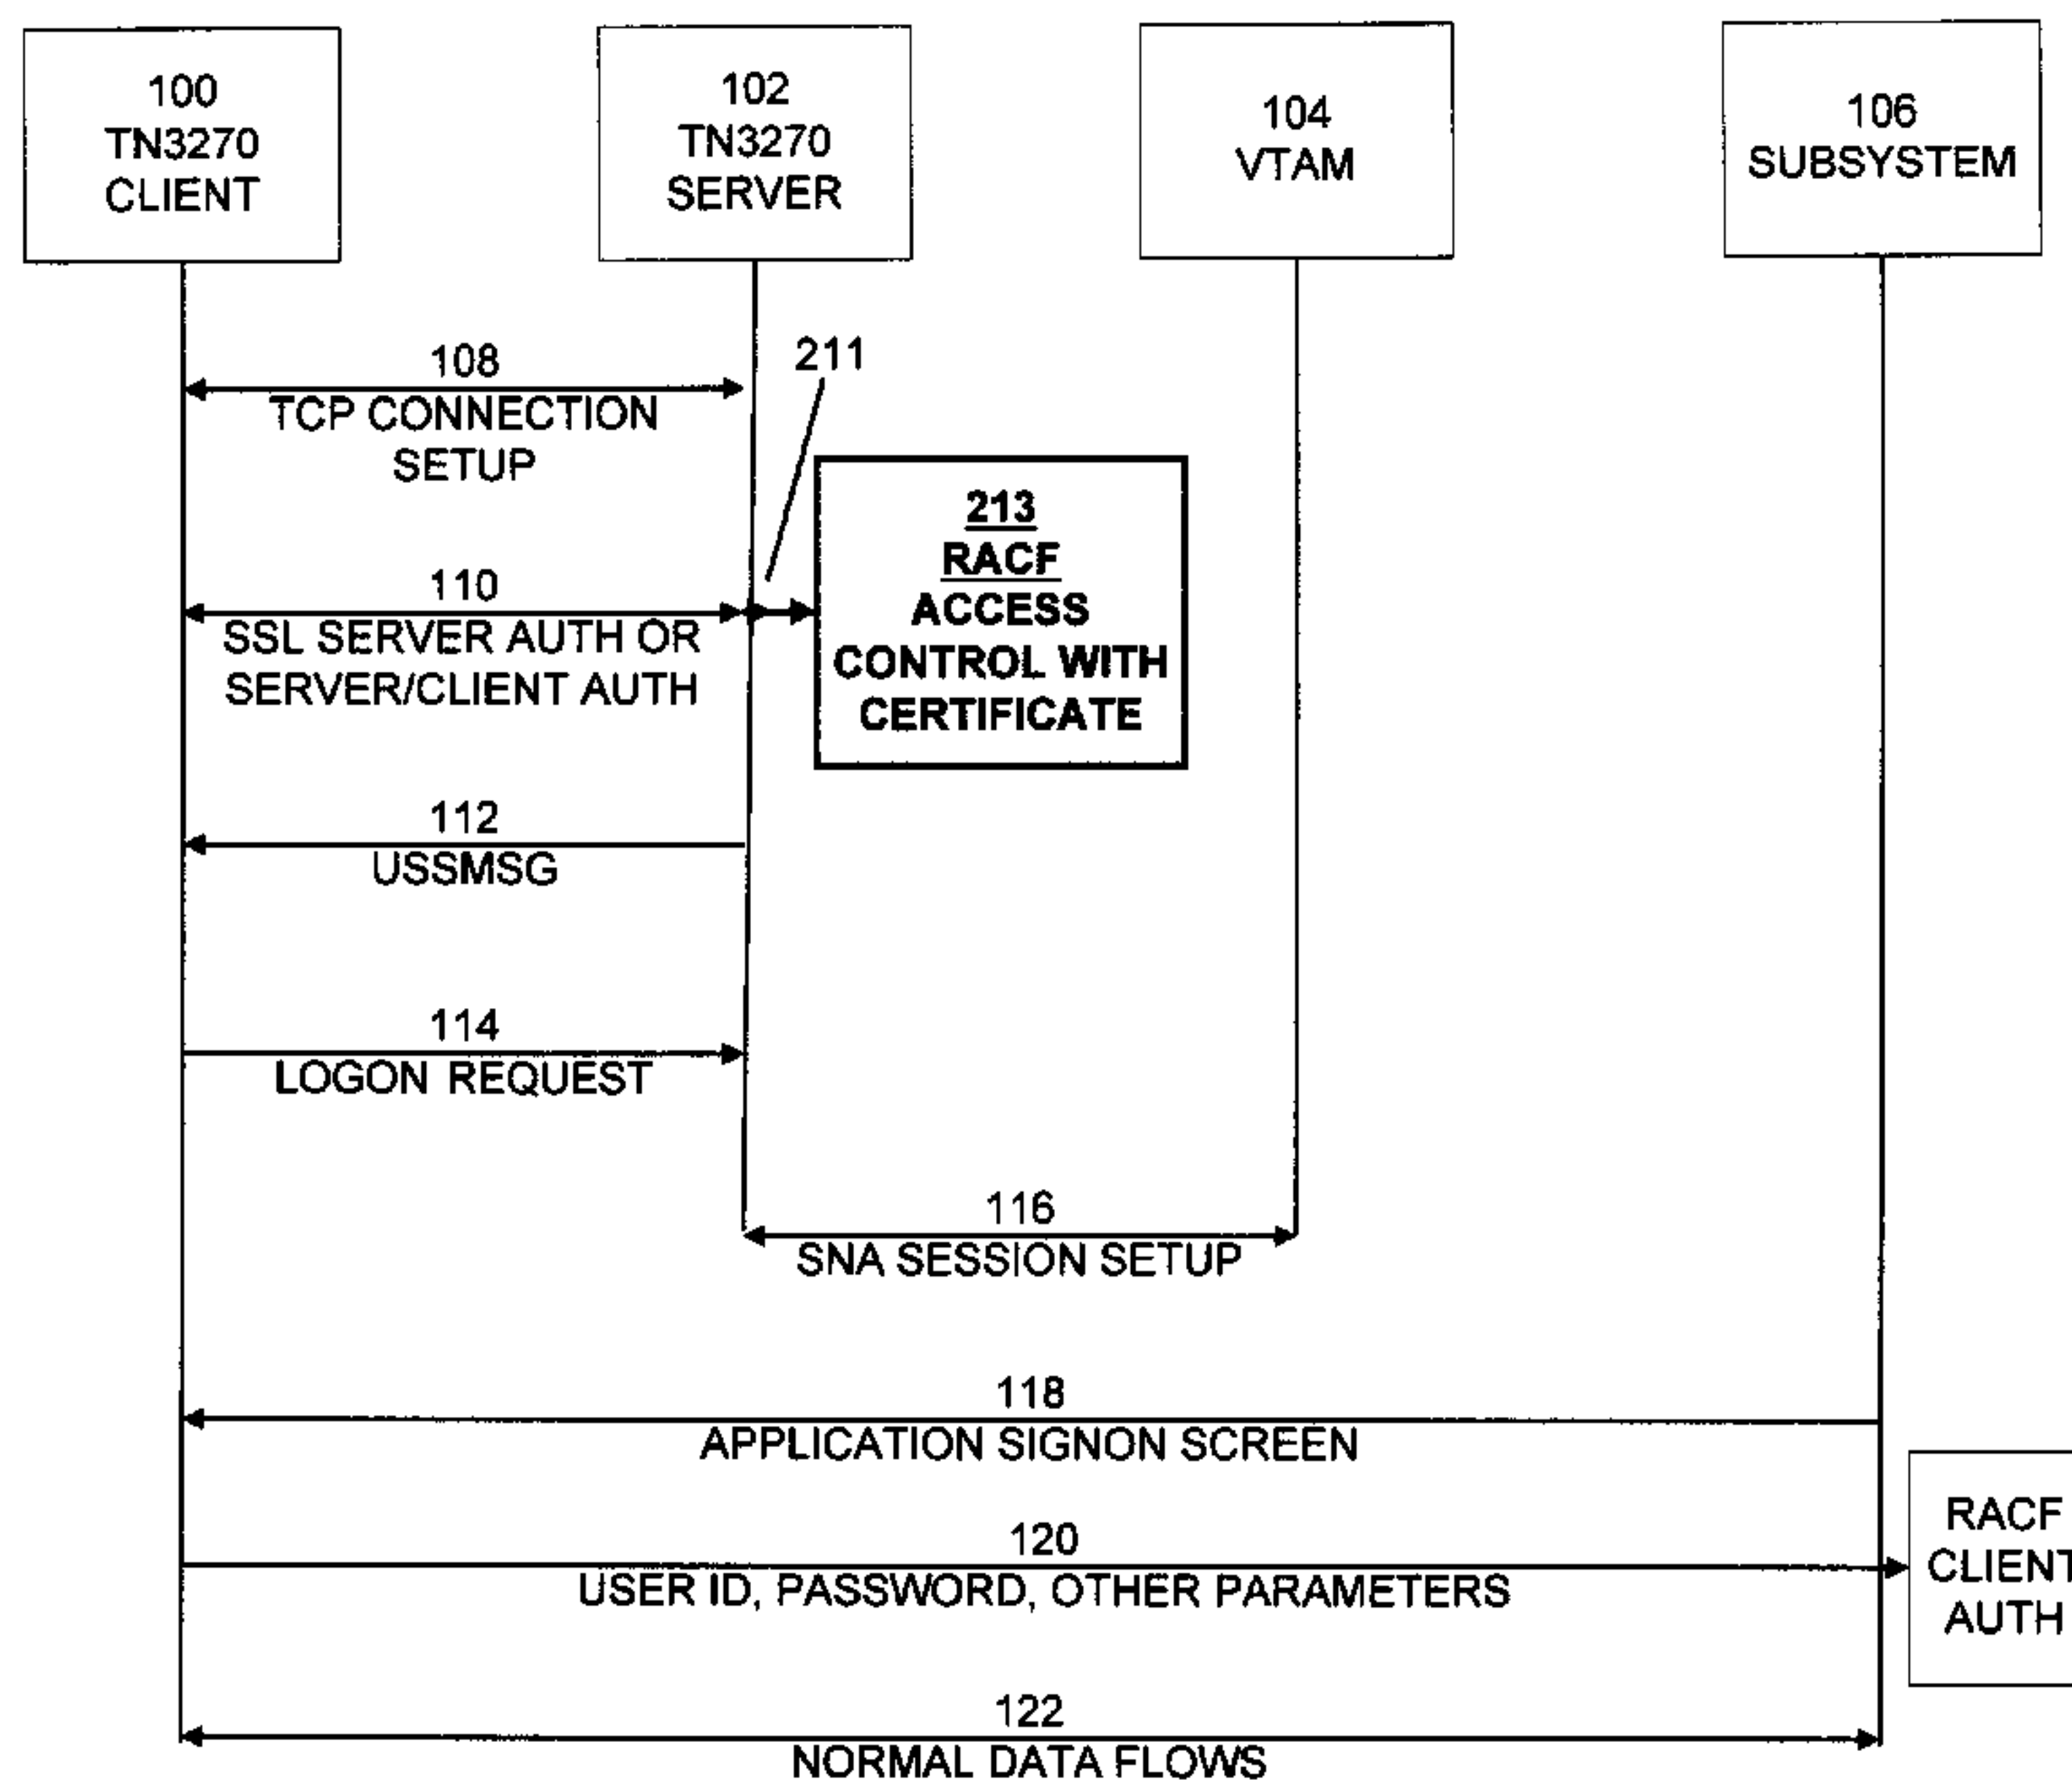 100
TN3270
CLIENT
102
TN3270
SERVER
104
VTAM
106
SUBSYSTEM
108
TCP CONNECTION
SETUP
211
213
RACF
ACCESS
CONTROL WITH
CERTIFICATE
110
SSL SERVER AUTH OR
SERVER/CLIENT AUTH
112
USSMSG
114
LOGON REQUEST
116
SNA SESSION SETUP
118
APPLICATION SIGNON SCREEN
120
USER ID, PASSWORD, OTHER PARAMETERS
RACF
CLIENT
AUTH
122
NORMAL DATA FLOWS